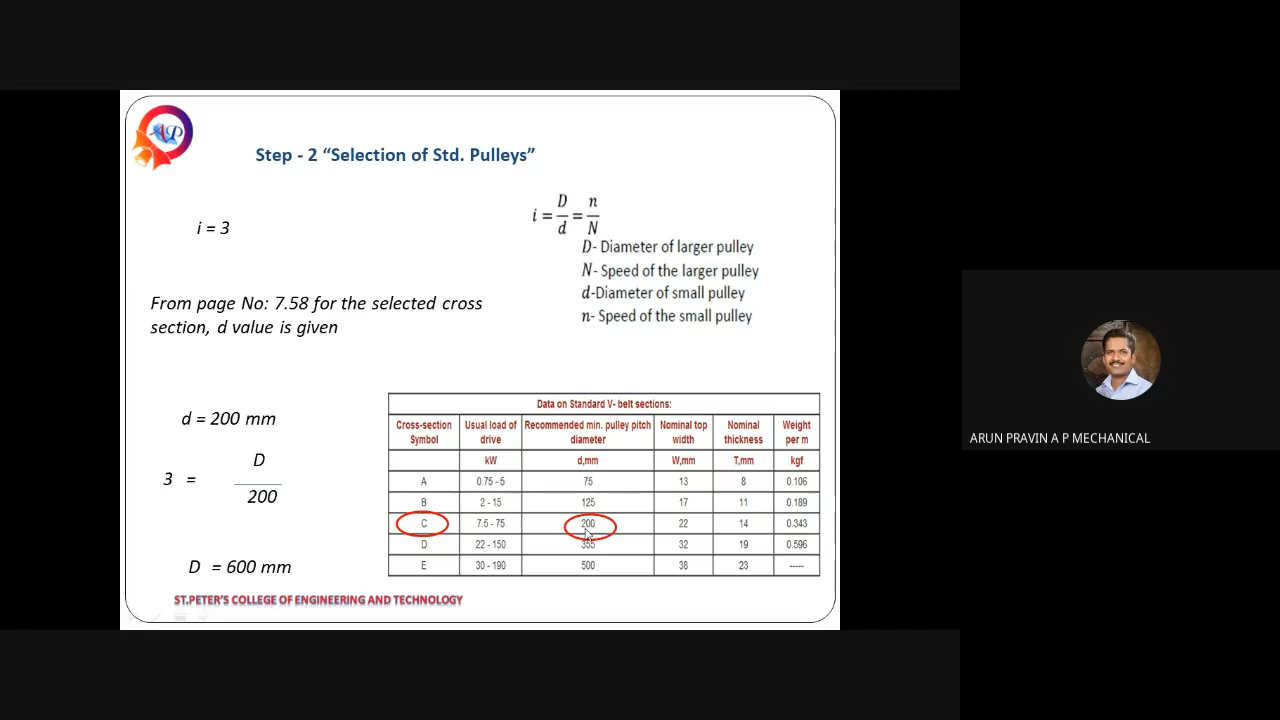 AP
Step - 2 “Selection of Std. Pulleys”
i = 3
i = D/d = n/N
D- Diameter of larger pulley
N- Speed of the larger pulley
d-Diameter of small pulley
n- Speed of the small pulley
From page No: 7.58 for the selected cross
section, d value is given
d = 200 mm
3 = D
200
D = 600 mm
Data on Standard V- belt sections:
Cross-section Symbol Usual load of drive Recommended min. pulley pitch diameter Nominal top width Nominal thickness Weight per m
kW d,mm W,mm T,mm kgf
A 0.75 - 5 75 13 8 0.106
B 2 - 15 125 17 11 0.189
C 7.5 - 75 200 22 14 0.343
D 22 - 150 355 32 19 0.596
E 30 - 190 500 38 23 -----
ST.PETER'S COLLEGE OF ENGINEERING AND TECHNOLOGY
ARUN PRAVIN A P MECHANICAL